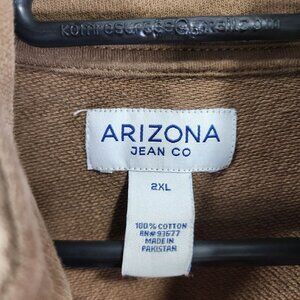 ARIZONA
JEAN CO
2XL
100% COTTON
RN# 93677
MADE IN
PAKISTAN